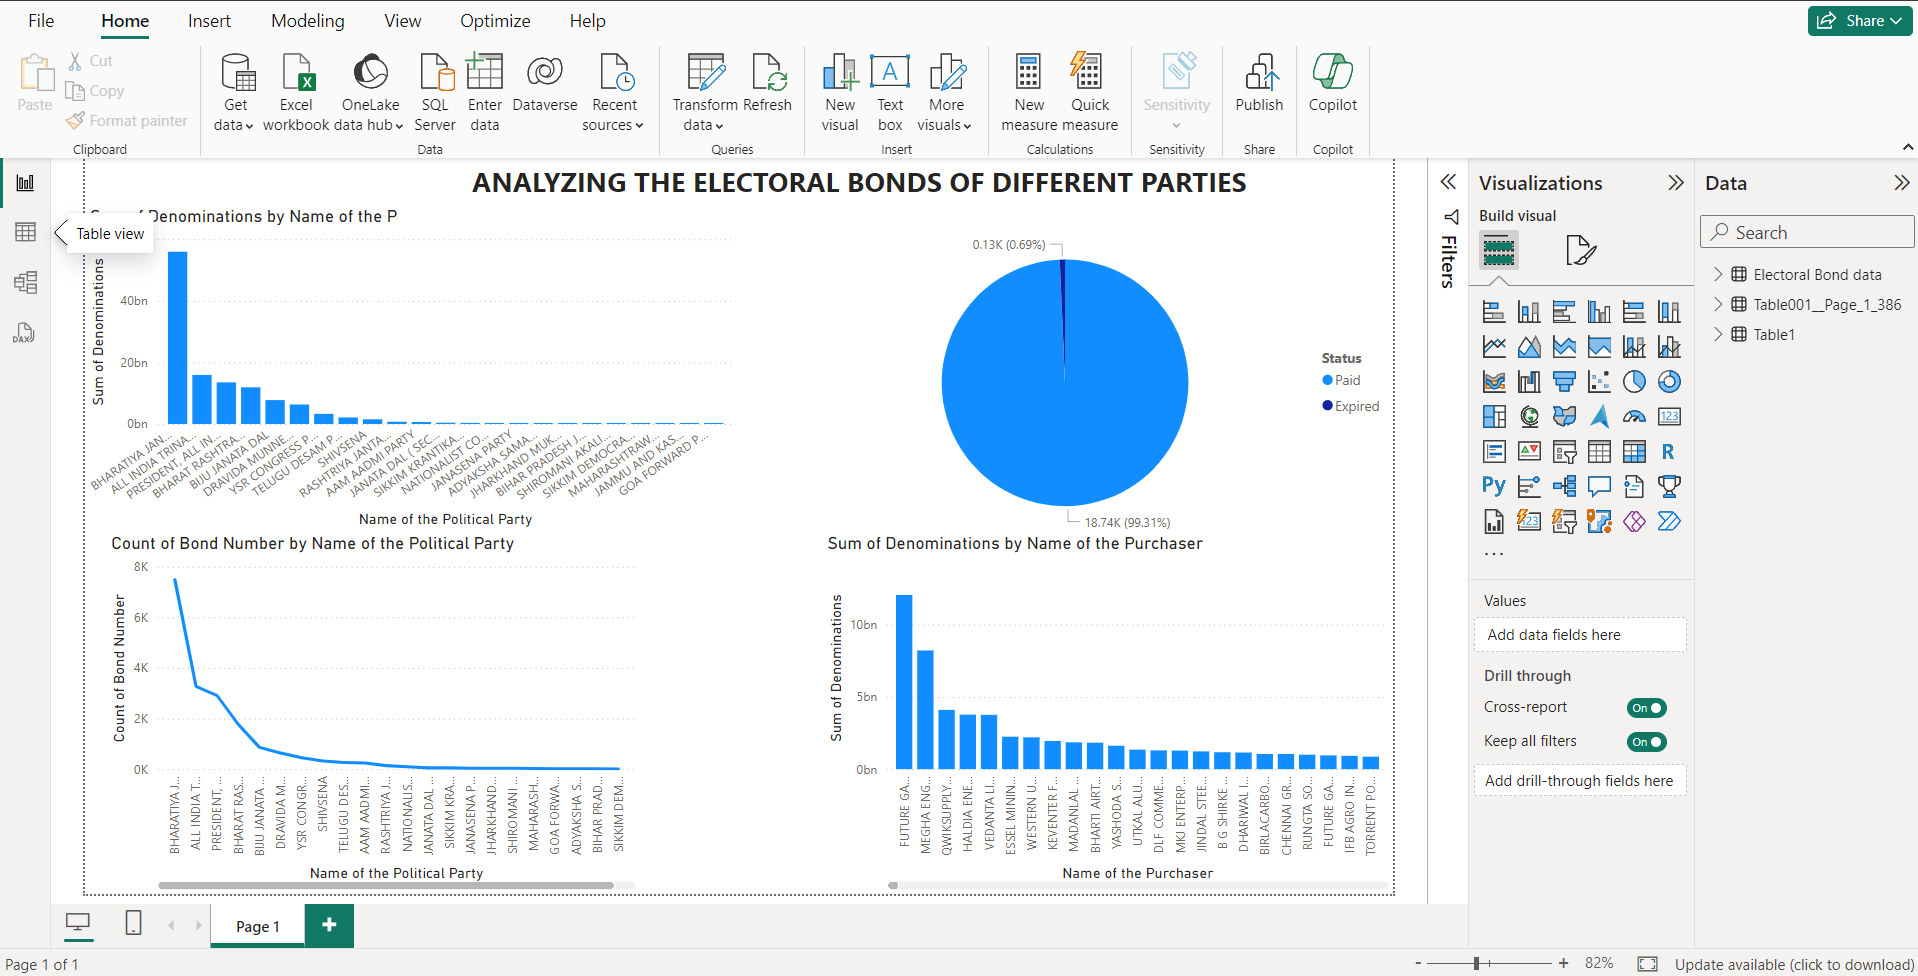 File Home Insert Modeling View Optimize Help Share
Paste
Cut
Copy
Format painter
Clipboard
Get data
Excel workbook
OneLake data hub
SQL Server
Enter data
Dataverse
Recent sources
Data
Transform data
Refresh
Queries
New visual
Text box
More visuals
Insert
New measure
Quick measure
Calculations
Sensitivity
Sensitivity
Publish
Share
Copilot
Copilot
DAX
Table view
ANALYZING THE ELECTORAL BONDS OF DIFFERENT PARTIES
Denominations by Name of the P
Sum of Denominations
40bn
20bn
0bn
BHARATIYA JAN...
ALL INDIA TRINA...
PRESIDENT, ALL IN...
BHARAT RASHTRA...
BIJU JANATA DAL
DRAVIDA MUNNE...
YSR CONGRESS P...
TELUGU DESAM P...
SHIVSENA
RASHTRIYA JANTA...
AAM AADMI PARTY
JANATA DAL ( SEC...
SIKKIM KRANTIKA...
NATIONALIST CO...
JANASENA PARTY
ADYAKSHA SAMA...
JHARKHAND MUK...
BIHAR PRADESH J...
SHIROMANI AKALI...
SIKKIM DEMOCRA...
MAHARASHTRAW...
JAMMU AND KAS...
GOA FORWARD P...
Name of the Political Party
0.13K (0.69%)
18.74K (99.31%)
Status
Paid
Expired
Count of Bond Number by Name of the Political Party
Count of Bond Number
8K
6K
4K
2K
0K
BHARATIYA J...
ALL INDIA T...
PRESIDENT, ...
BHARAT RAS...
BIJU JANATA ...
DRAVIDA M...
YSR CONGR...
SHIVSENA
TELUGU DES...
AAM AADMI...
RASHTRIYA J...
NATIONALIS...
JANATA DAL ...
SIKKIM KRA...
JANASENA P...
JHARKHAND...
SHIROMANI ...
MAHARASH...
GOA FORWA...
ADYAKSHA S...
BIHAR PRAD...
SIKKIM DEM...
Name of the Political Party
Sum of Denominations by Name of the Purchaser
Sum of Denominations
10bn
5bn
0bn
FUTURE GA...
MEGHA ENG...
QWIKSUPPLY...
HALDIA ENE...
VEDANTA LI...
ESSEL MININ...
WESTERN U...
KEVENTER F...
MADANLAL ...
BHARTI AIRT...
YASHODA S...
UTKAL ALU...
DLF COMME...
MKJ ENTERP...
JINDAL STEE...
B G SHIRKE ...
DHARIWAL I...
BIRLACARBO...
CHENNAI GR...
RUNGTA SO...
FUTURE GA...
IFB AGRO IN...
TORRENT PO...
Name of the Purchaser
Filters
Visualizations
Build visual
123
R
Py
123
...
Values
Add data fields here
Drill through
Cross-report On
Keep all filters On
Add drill-through fields here
Data
Search
Electoral Bond data
Table001__Page_1_386
Table1
Page 1
+
Page 1 of 1
- + 82%
Update available (click to download)